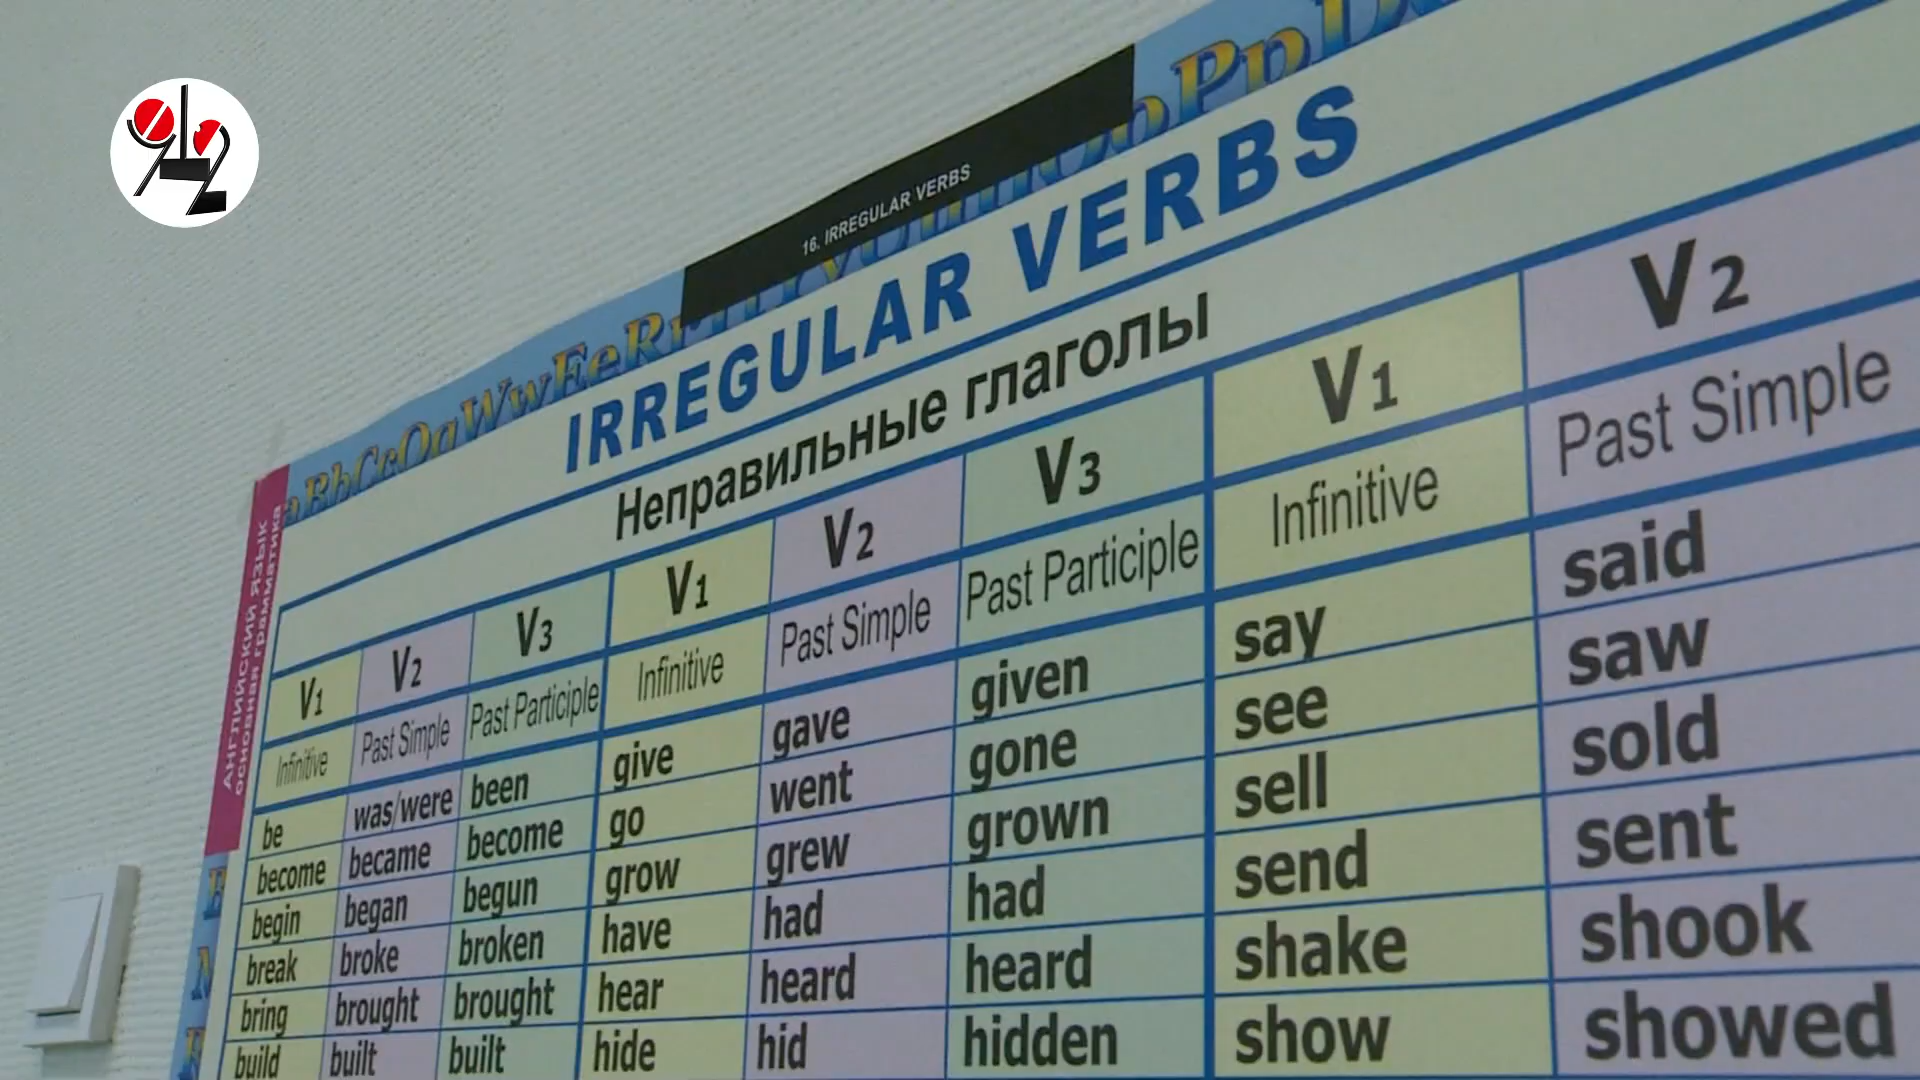 16. IRREGULAR VERBS
IRREGULAR VERBS
Неправильные глаголы
АНГЛИЙСКИЙ ЯЗЫК
основная грамматика
V1 V2 V3 V1 V2 V3 V1 V2
Infinitive Past Simple Past Participle Infinitive Past Simple Past Participle Infinitive Past Simple
be was/were been give gave given say said
become became become go went gone see saw
begin began begun grow grew grown sell sold
break broke broken have had had send sent
bring brought brought hear heard heard shake shook
build built built hide hid hidden show showed